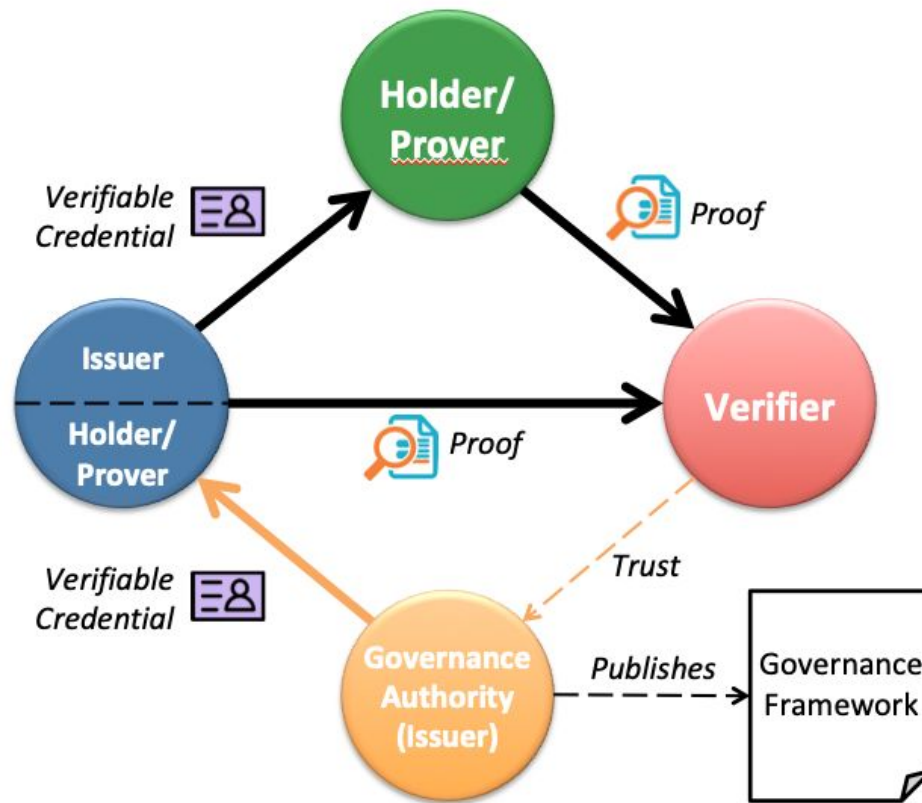 Holder/
Prover
Verifiable
Credential
Proof
Issuer
Holder/
Prover
Verifier
Proof
Trust
Verifiable
Credential
Governance
Authority
(Issuer)
Publishes
Governance
Framework